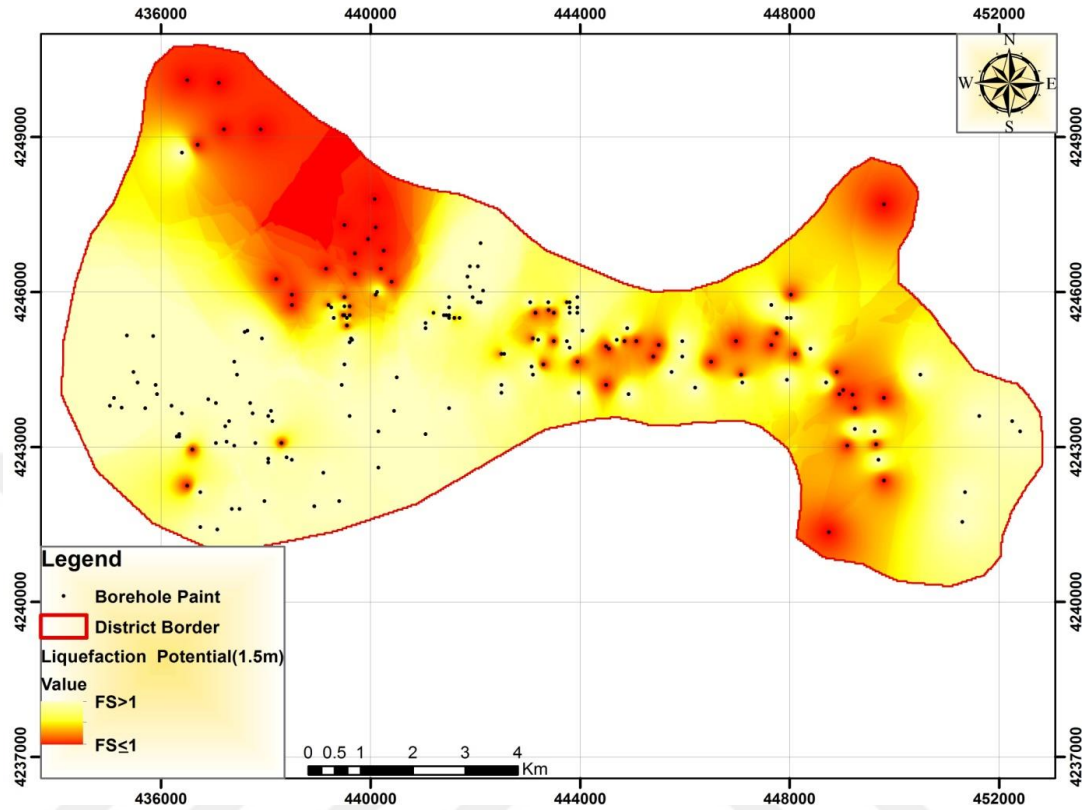 436000 440000 444000 448000 452000
N
W E
S
4249000 4249000
4246000 4246000
4243000 4243000
4240000 4240000
4237000 4237000
Legend
Borehole Paint
District Border
Liquefaction Potential(1.5m)
Value
FS>1
FS≤1
0 0.5 1 2 3 4
Km
436000 440000 444000 448000 452000